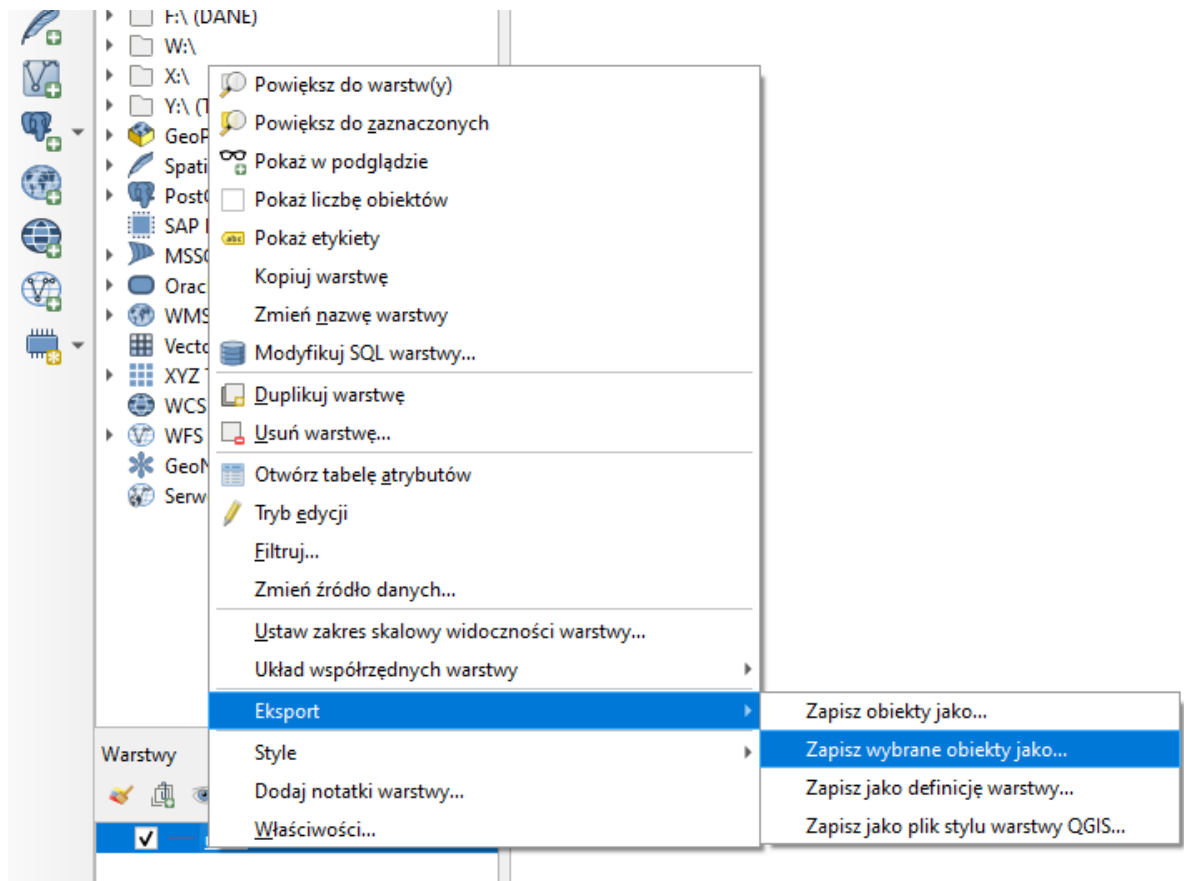 F:\ (DANE)
W:\
X:\
Y:\ (T
GeoP
Spati
Post
SAP
MSSQ
Orac
WMS
Vecto
XYZ
WCS
WFS
GeoN
Serw
Powiększ do warstw(y)
Powiększ do zaznaczonych
Pokaż w podglądzie
Pokaż liczbę obiektów
abc
Pokaż etykiety
Kopiuj warstwę
Zmień nazwę warstwy
Modyfikuj SQL warstwy...
Duplikuj warstwę
Usuń warstwę...
Otwórz tabelę atrybutów
Tryb edycji
Filtruj...
Zmień źródło danych...
Ustaw zakres skalowy widoczności warstwy...
Układ współrzędnych warstwy
Eksport
Style
Dodaj notatki warstwy...
Właściwości...
Zapisz obiekty jako...
Zapisz wybrane obiekty jako...
Zapisz jako definicję warstwy...
Zapisz jako plik stylu warstwy QGIS...
Warstwy